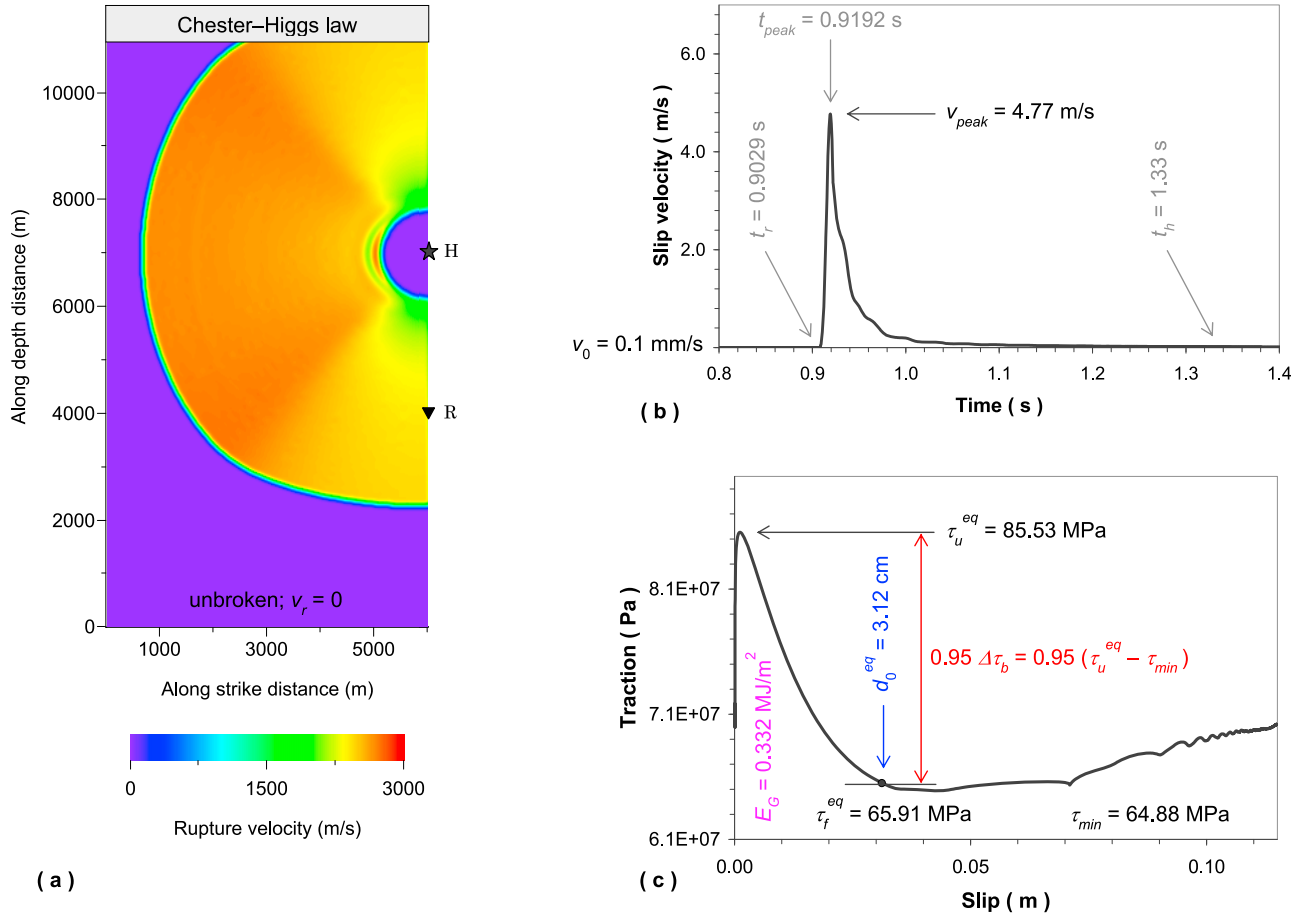 Chester–Higgs law
10000
8000
6000
4000
2000
0
Along depth distance (m)
H
R
unbroken; v_r = 0
1000
3000
5000
Along strike distance (m)
0
1500
3000
Rupture velocity (m/s)
( a )
t_peak = 0.9192 s
6.0
4.0
2.0
Slip velocity ( m/s )
v_peak = 4.77 m/s
t_r = 0.9029 s
t_h = 1.33 s
v_0 = 0.1 mm/s
0.8
0.9
1.0
1.1
1.2
1.3
1.4
Time ( s )
( b )
τ_u^eq = 85.53 MPa
8.1E+07
7.1E+07
6.1E+07
Traction ( Pa )
E_G = 0.332 MJ/m^2
d_0^eq = 3.12 cm
0.95 Δτ_b = 0.95 ( τ_u^eq – τ_min )
τ_f^eq = 65.91 MPa
τ_min = 64.88 MPa
0.00
0.05
0.10
Slip ( m )
( c )